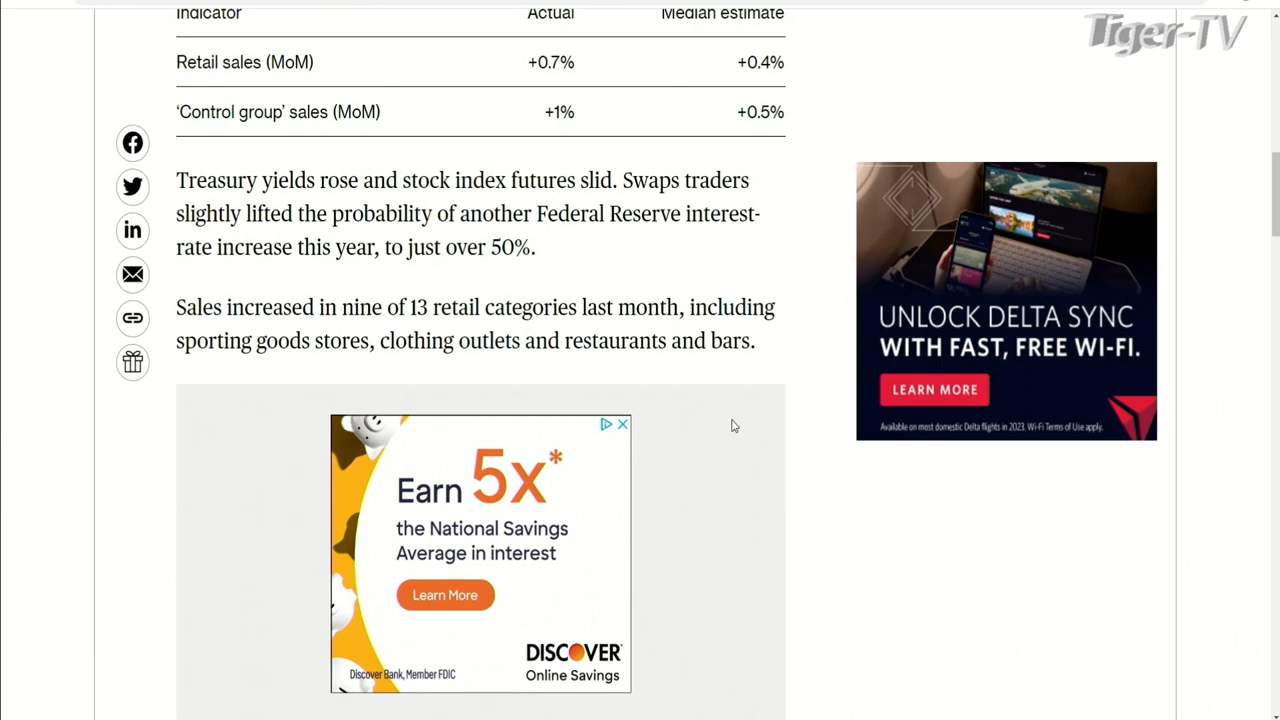 Tiger-TV
Indicator Actual Median estimate
Retail sales (MoM) +0.7% +0.4%
‘Control group’ sales (MoM) +1% +0.5%
Treasury yields rose and stock index futures slid. Swaps traders
slightly lifted the probability of another Federal Reserve interest-
rate increase this year, to just over 50%.
Sales increased in nine of 13 retail categories last month, including
sporting goods stores, clothing outlets and restaurants and bars.
in
UNLOCK DELTA SYNC
WITH FAST, FREE WI-FI.
LEARN MORE
Available on most domestic Delta flights in 2023. Wi-Fi Terms of Use apply.
Earn 5x*
the National Savings
Average in interest
Learn More
DISCOVER
Online Savings
Discover Bank, Member FDIC